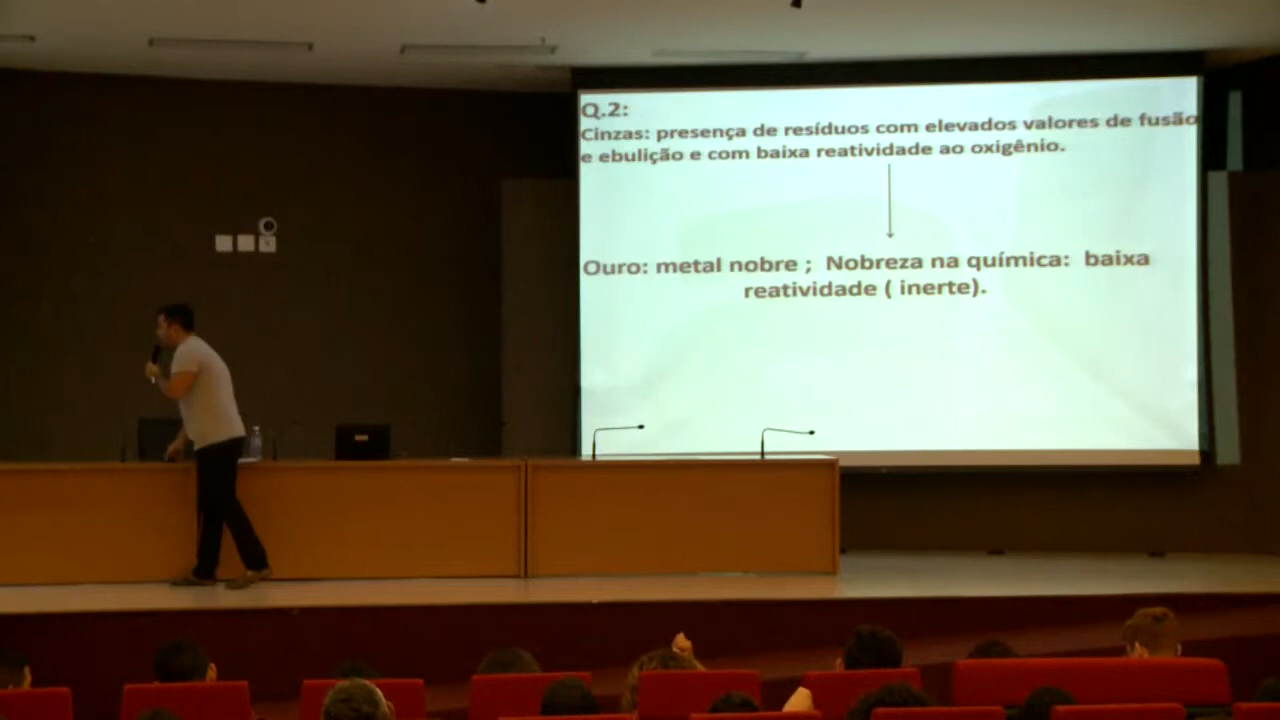 Q.2:
Cinzas: presença de resíduos com elevados valores de fusão
e ebulição e com baixa reatividade ao oxigênio.
Ouro: metal nobre ; Nobreza na química: baixa
reatividade ( inerte).